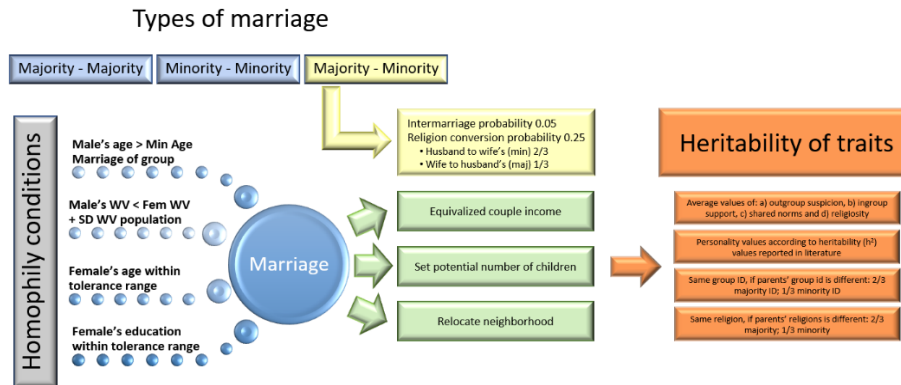 Types of marriage
Majority - Majority
Minority - Minority
Majority - Minority
Homophily conditions
Male's age > Min Age
Marriage of group
Male's WV < Fem WV
+ SD WV population
Female's age within
tolerance range
Female's education
within tolerance range
Marriage
Intermarriage probability 0.05
Religion conversion probability 0.25
• Husband to wife's (min) 2/3
• Wife to husband's (maj) 1/3
Equivalized couple income
Set potential number of children
Relocate neighborhood
Heritability of traits
Average values of: a) outgroup suspicion, b) ingroup
support, c) shared norms and d) religiosity
Personality values according to heritability (h²)
values reported in literature
Same group ID, if parents' group id is different: 2/3
majority ID; 1/3 minority ID
Same religion, if parents' religions is different: 2/3
majority; 1/3 minority